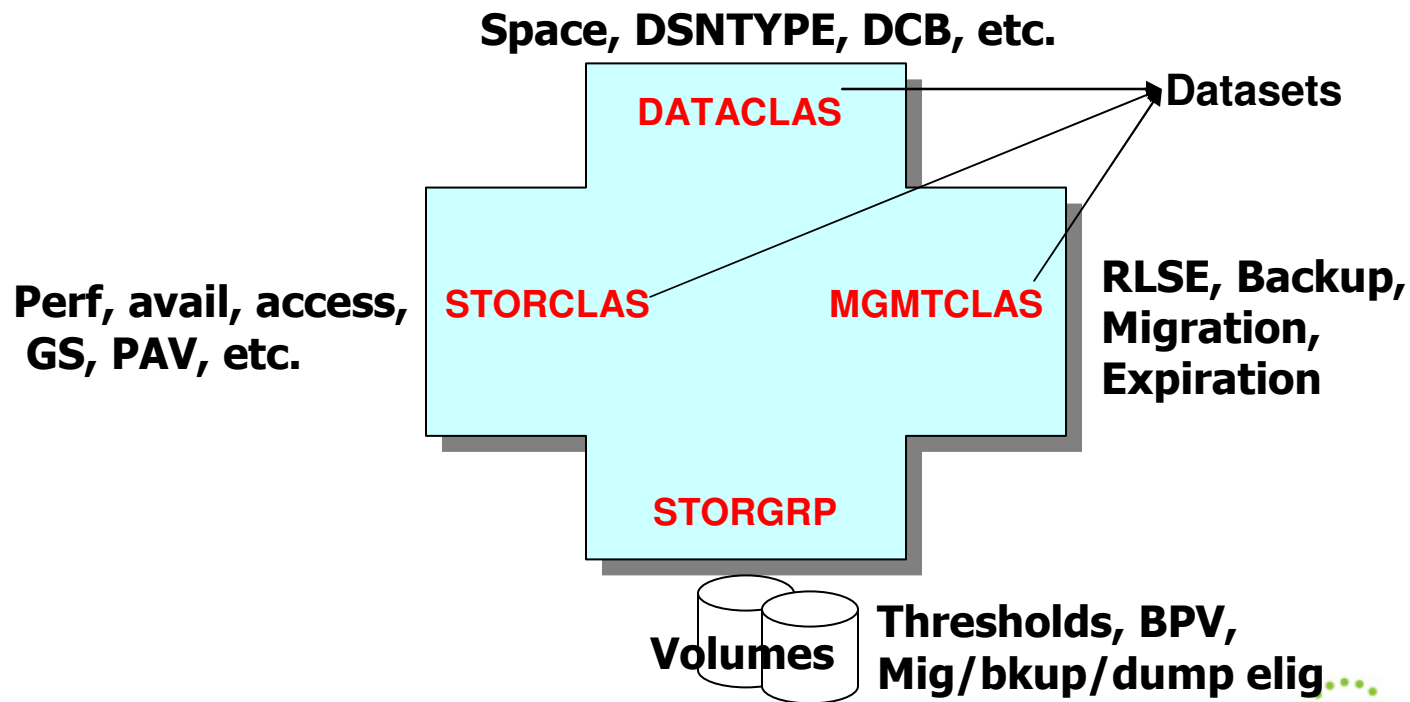 Space, DSNTYPE, DCB, etc.
DATACLAS
Datasets
Perf, avail, access,
GS, PAV, etc.
STORCLAS
MGMTCLAS
RLSE, Backup,
Migration,
Expiration
STORGRP
Volumes
Thresholds, BPV,
Mig/bkup/dump elig